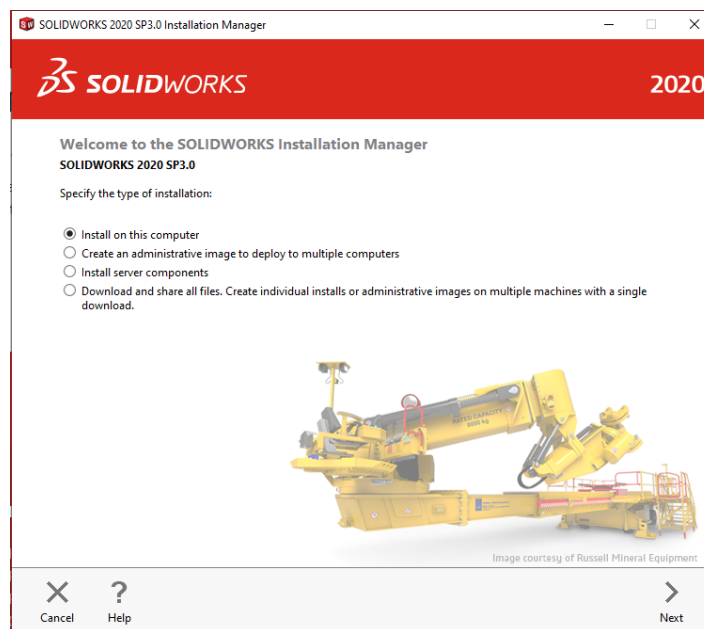 SOLIDWORKS 2020 SP3.0 Installation Manager
SOLIDWORKS
2020
Welcome to the SOLIDWORKS Installation Manager
SOLIDWORKS 2020 SP3.0
Specify the type of installation:
Install on this computer
Create an administrative image to deploy to multiple computers
Install server components
Download and share all files. Create individual installs or administrative images on multiple machines with a single
download.
RATED CAPACITY
6000 kg
Image courtesy of Russell Mineral Equipment
Cancel
Help
Next